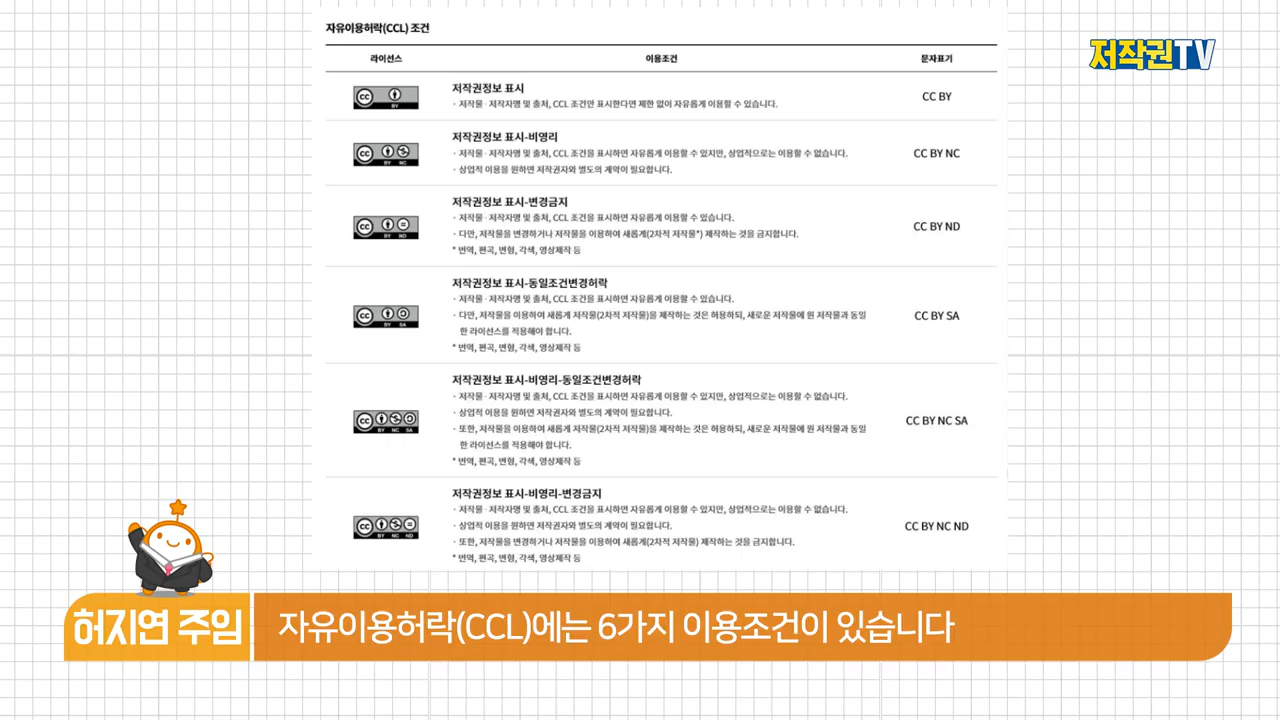 자유이용허락(CCL) 조건
저작권TV
라이선스 이용조건 문자표기
저작권정보 표시
· 저작물 · 저작자명 및 출처, CCL 조건만 표시한다면 제한 없이 자유롭게 이용할 수 있습니다.
CC BY
BY
저작권정보 표시-비영리
· 저작물 · 저작자명 및 출처, CCL 조건을 표시하면 자유롭게 이용할 수 있지만, 상업적으로는 이용할 수 없습니다.
· 상업적 이용을 원하면 저작권자와 별도의 계약이 필요합니다.
CC BY NC
BY NC
저작권정보 표시-변경금지
· 저작물 · 저작자명 및 출처, CCL 조건을 표시하면 자유롭게 이용할 수 있습니다.
· 다만, 저작물을 변경하거나 저작물을 이용하여 새롭게(2차적 저작물*) 제작하는 것을 금지합니다.
* 번역, 편곡, 변형, 각색, 영상제작 등
CC BY ND
BY ND
저작권정보 표시-동일조건변경허락
· 저작물 · 저작자명 및 출처, CCL 조건을 표시하면 자유롭게 이용할 수 있습니다.
· 다만, 저작물을 이용하여 새롭게 저작물(2차적 저작물)을 제작하는 것은 허용하되, 새로운 저작물에 원 저작물과 동일
한 라이선스를 적용해야 합니다.
* 번역, 편곡, 변형, 각색, 영상제작 등
CC BY SA
BY SA
저작권정보 표시-비영리-동일조건변경허락
· 저작물 · 저작자명 및 출처, CCL 조건을 표시하면 자유롭게 이용할 수 있지만, 상업적으로는 이용할 수 없습니다.
· 상업적 이용을 원하면 저작권자와 별도의 계약이 필요합니다.
· 또한, 저작물을 이용하여 새롭게 저작물(2차적 저작물)을 제작하는 것은 허용하되, 새로운 저작물에 원 저작물과 동일
한 라이선스를 적용해야 합니다.
* 번역, 편곡, 변형, 각색, 영상제작 등
CC BY NC SA
BY NC SA
저작권정보 표시-비영리-변경금지
· 저작물 · 저작자명 및 출처, CCL 조건을 표시하면 자유롭게 이용할 수 있지만, 상업적으로는 이용할 수 없습니다.
· 상업적 이용을 원하면 저작권자와 별도의 계약이 필요합니다.
· 또한, 저작물을 변경하거나 저작물을 이용하여 새롭게(2차적 저작물) 제작하는 것을 금지합니다.
* 번역, 편곡, 변형, 각색, 영상제작 등
CC BY NC ND
BY NC ND
허지연 주임
자유이용허락(CCL)에는 6가지 이용조건이 있습니다